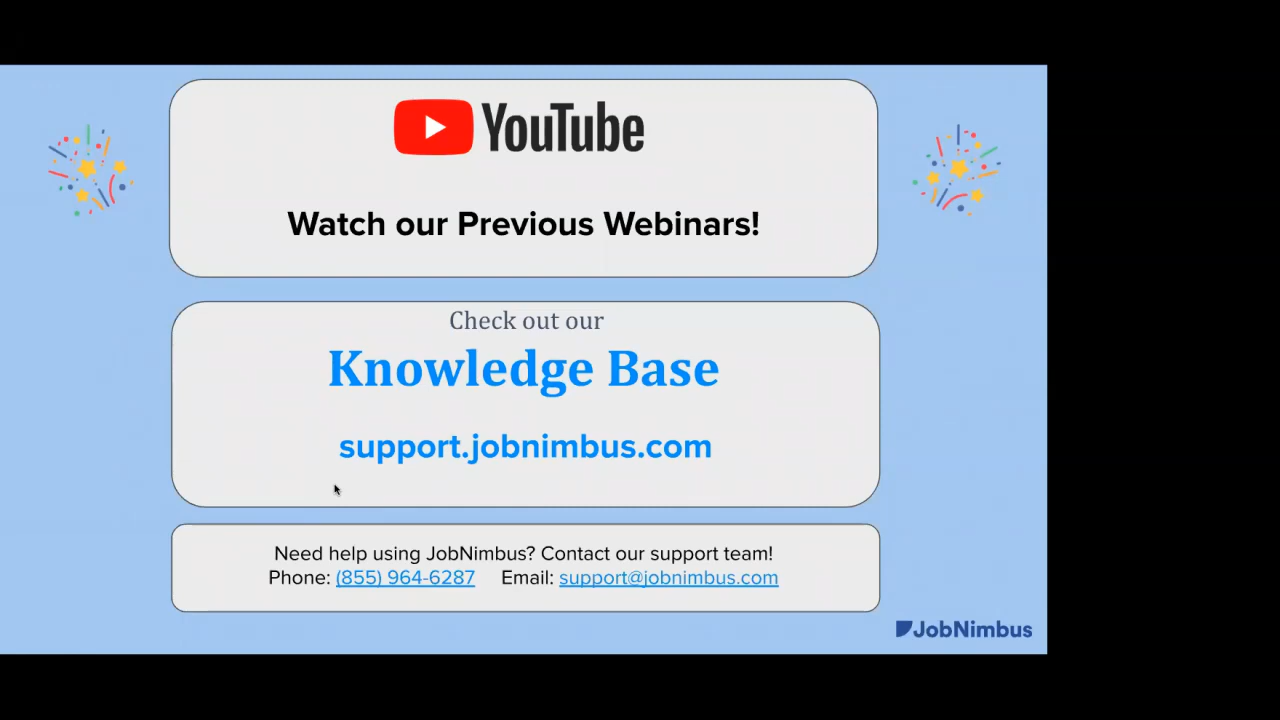 YouTube
Watch our Previous Webinars!
Check out our
Knowledge Base
support.jobnimbus.com
Need help using JobNimbus? Contact our support team!
Phone: (855) 964-6287 Email: support@jobnimbus.com
JobNimbus